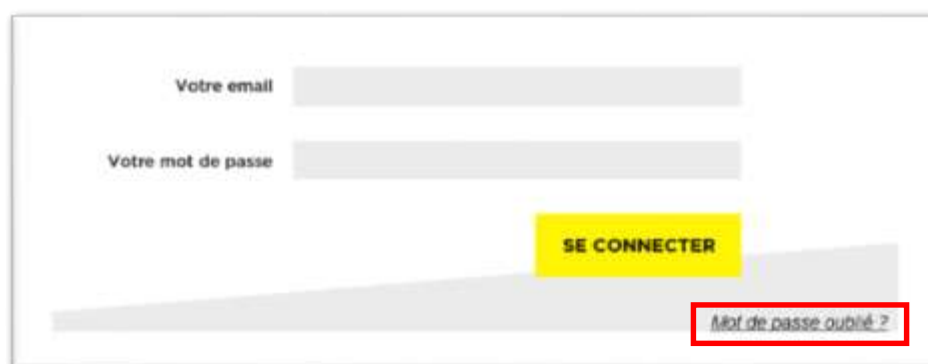 Votre email
Votre mot de passe
SE CONNECTER
Mot de passe oublié ?